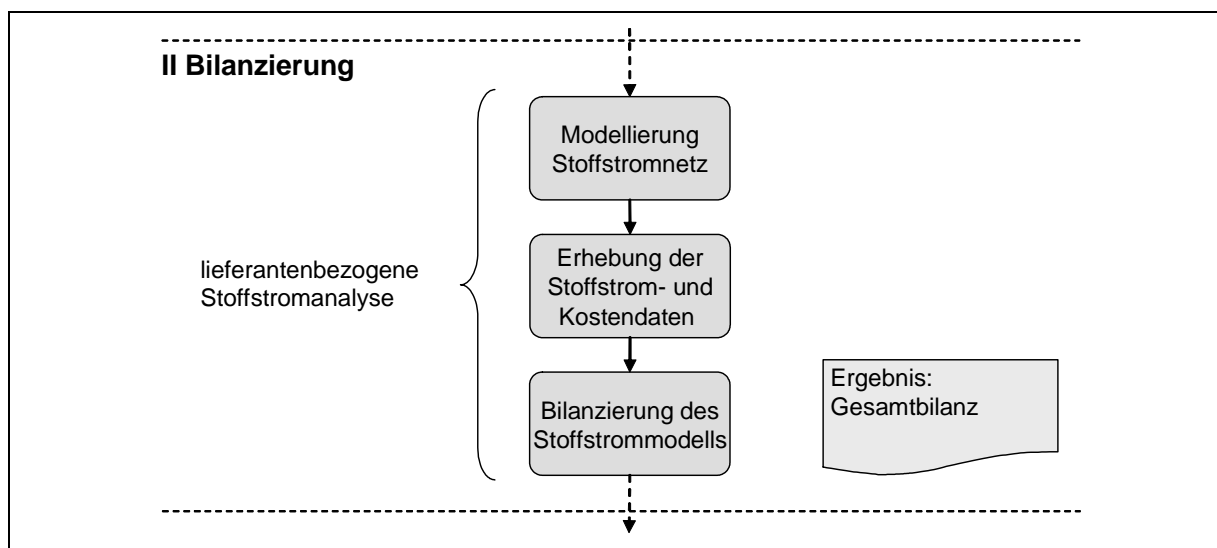 II Bilanzierung
Modellierung
Stoffstromnetz
lieferantenbezogene
Stoffstromanalyse
Erhebung der
Stoffstrom- und
Kostendaten
Bilanzierung des
Stoffstrommodells
Ergebnis:
Gesamtbilanz